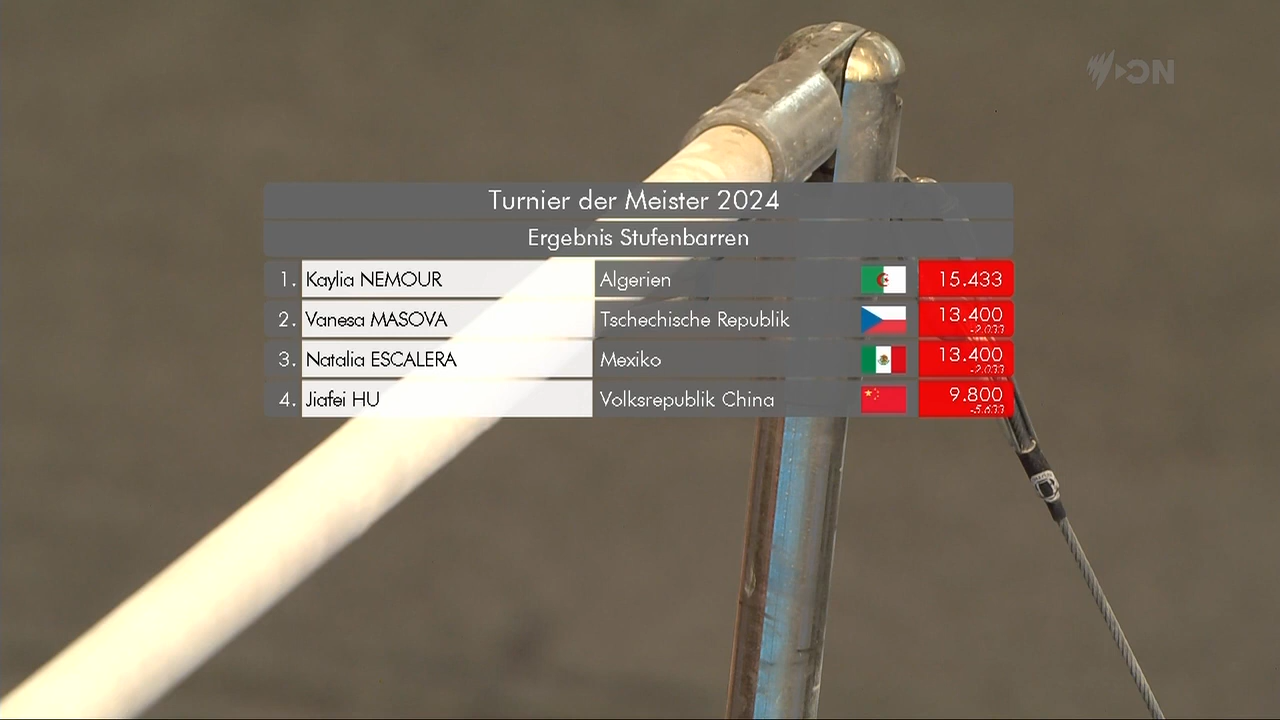 ON
Turnier der Meister 2024
Ergebnis Stufenbarren
1. Kaylia NEMOUR Algerien 15.433
2. Vanesa MASOVA Tschechische Republik 13.400 -2.033
3. Natalia ESCALERA Mexiko 13.400 -2.033
4. Jiafei HU Volksrepublik China 9.800 -5.633